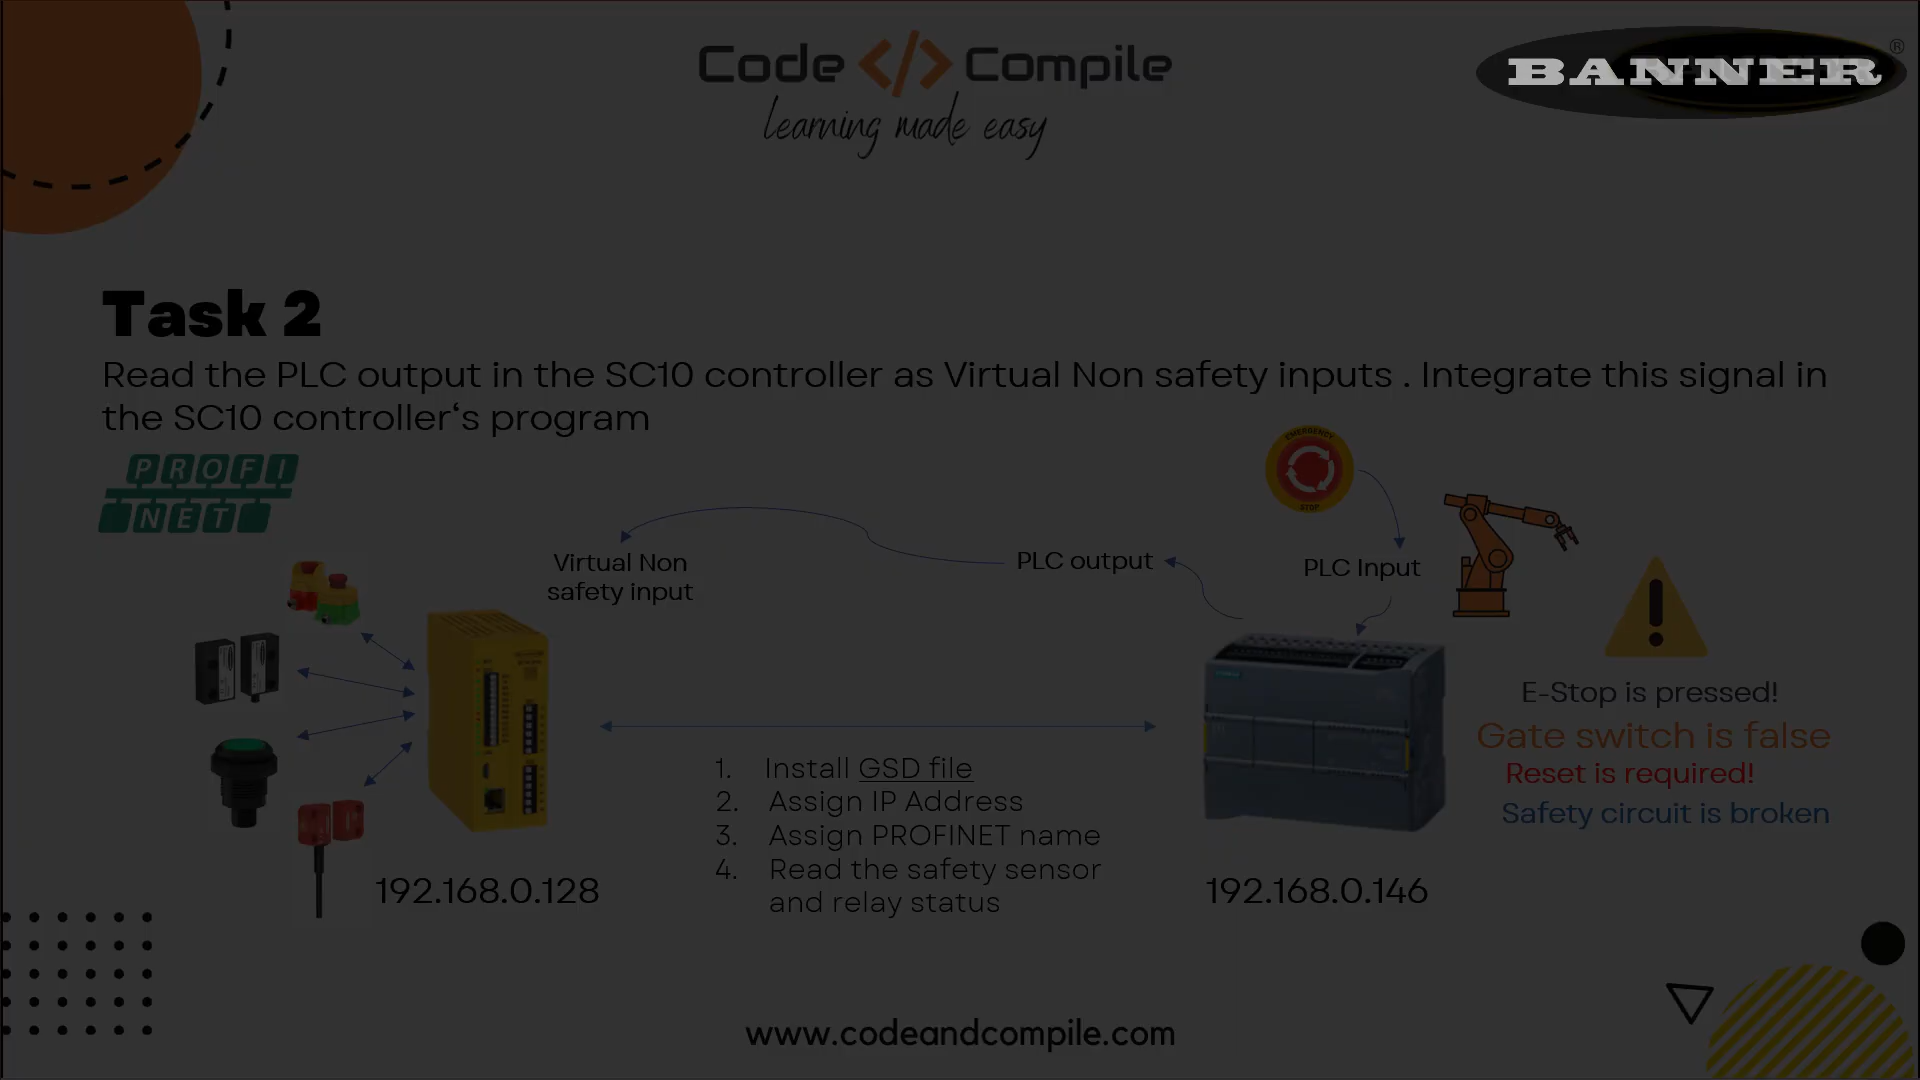 Code </> Compile
learning made easy
BANNER®
Task 2
Read the PLC output in the SC10 controller as Virtual Non safety inputs . Integrate this signal in
the SC10 controller‘s program
PROFI
NET
EMERGENCY
STOP
Virtual Non
safety input
PLC output
PLC Input
E-Stop is pressed!
Gate switch is false
Reset is required!
Safety circuit is broken
1. Install GSD file
2. Assign IP Address
3. Assign PROFINET name
4. Read the safety sensor
and relay status
192.168.0.128
192.168.0.146
www.codeandcompile.com